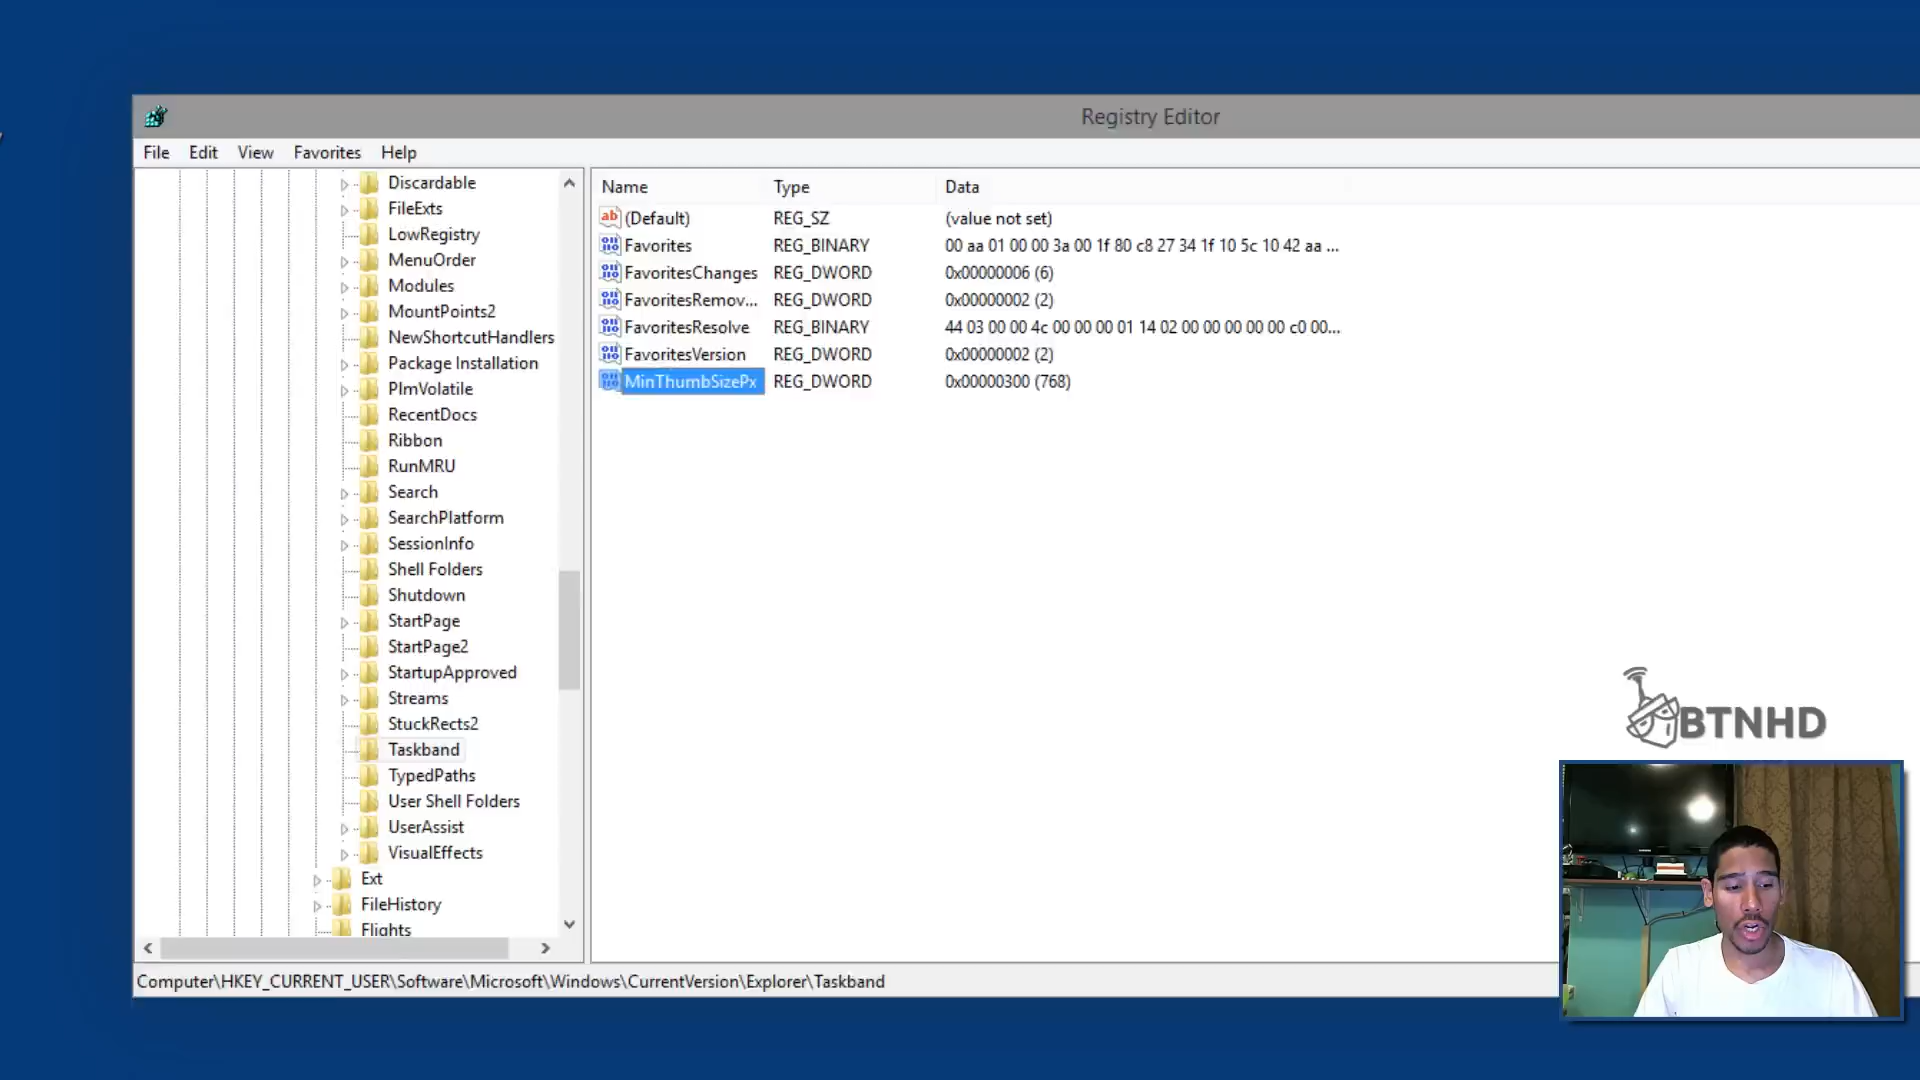 Registry Editor
File Edit View Favorites Help
Discardable
FileExts
LowRegistry
MenuOrder
Modules
MountPoints2
NewShortcutHandlers
Package Installation
PlmVolatile
RecentDocs
Ribbon
RunMRU
Search
SearchPlatform
SessionInfo
Shell Folders
Shutdown
StartPage
StartPage2
StartupApproved
Streams
StuckRects2
Taskband
TypedPaths
User Shell Folders
UserAssist
VisualEffects
Ext
FileHistory
Flights
Name Type Data
(Default) REG_SZ (value not set)
Favorites REG_BINARY 00 aa 01 00 00 3a 00 1f 80 c8 27 34 1f 10 5c 10 42 aa ...
FavoritesChanges REG_DWORD 0x00000006 (6)
FavoritesRemov... REG_DWORD 0x00000002 (2)
FavoritesResolve REG_BINARY 44 03 00 00 4c 00 00 00 01 14 02 00 00 00 00 00 c0 00...
FavoritesVersion REG_DWORD 0x00000002 (2)
MinThumbSizePx REG_DWORD 0x00000300 (768)
BTNHD
Computer\HKEY_CURRENT_USER\Software\Microsoft\Windows\CurrentVersion\Explorer\Taskband